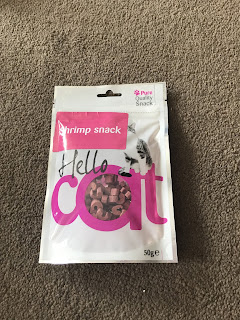 Pure
Quality
Snack
shrimp snack
Hello
cat
50g e